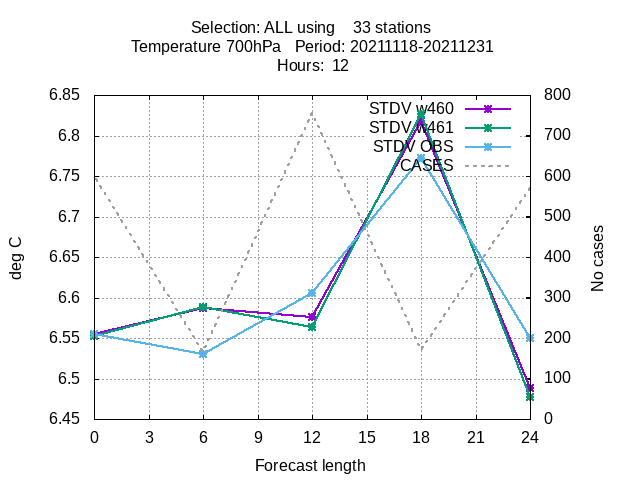 Selection: ALL using    33 stations
Temperature 700hPa   Period: 20211118-20211231
Hours:  12
6.85
6.8
6.75
6.7
6.65
6.6
6.55
6.5
6.45
deg C
STDV w460
STDV w461
STDV OBS
CASES
800
700
600
500
400
300
200
100
0
No cases
0 3 6 9 12 15 18 21 24
Forecast length